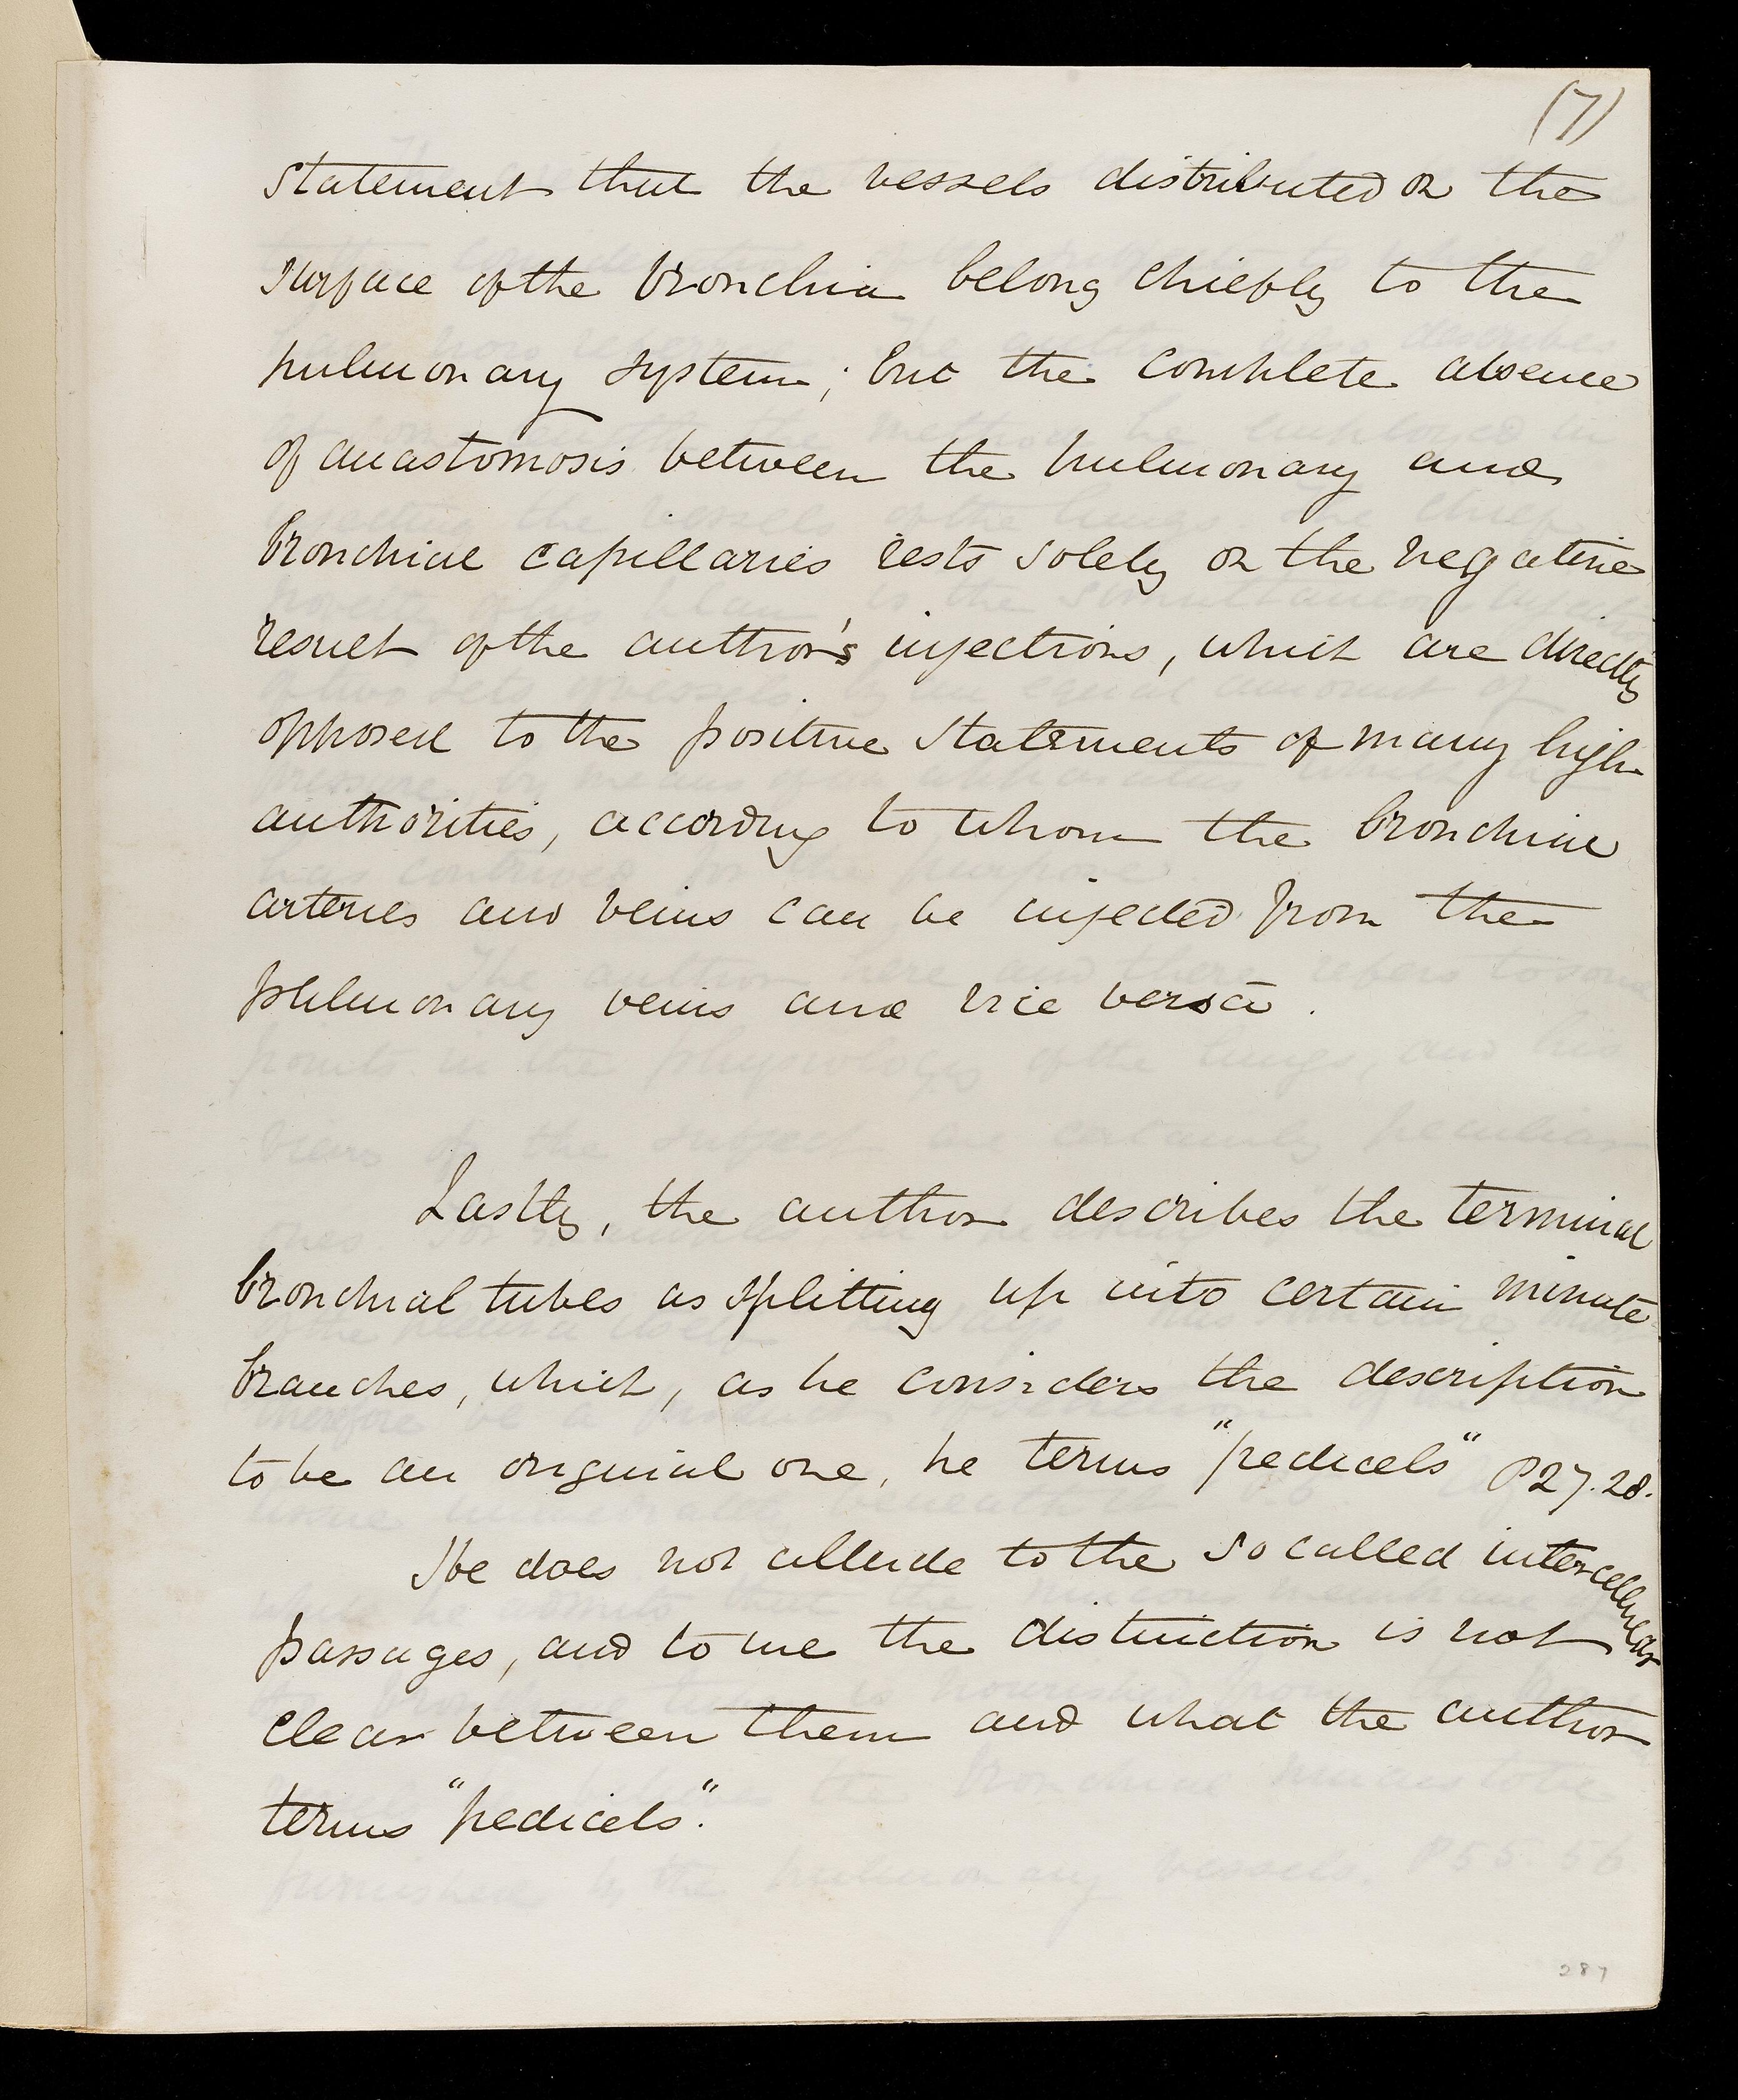 (7)
statement that the vessels distributed on the
surface of the bronchia belong chiefly to the
pulmonary system; but the complete absence
of anastomosis between the pulmonary and
bronchial capillaries rests solely on the negative
result of the author's injections, which are directly
opposed to the positive statements of many high
authorities, according to whom the bronchial
arteries and veins can be injected from the
pulmonary veins and vice versâ.
Lastly, the author describes the terminal
bronchial tubes as splitting up into certain minute
branches, which, as he considers the description
to be an original one, he terms "pedicels" P27.28.
He does not allude to the so called intercellular
passages, and to me the distinction is not
clear between them and what the author
terms "pedicels".
287